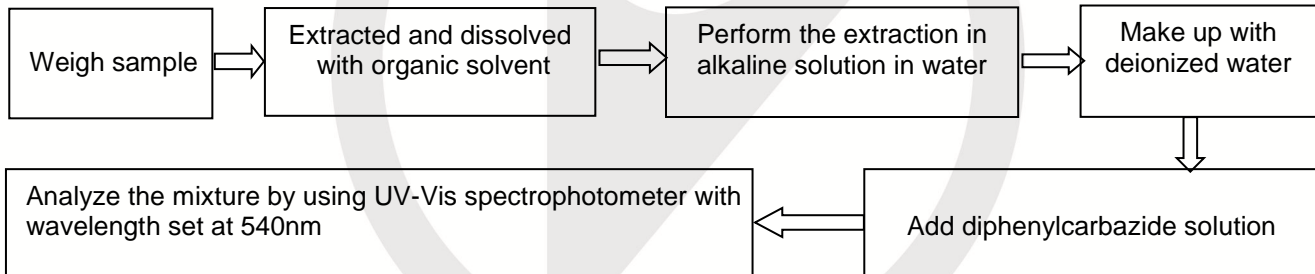 Weigh sample
Extracted and dissolved
with organic solvent
Perform the extraction in
alkaline solution in water
Make up with
deionized water
Analyze the mixture by using UV-Vis spectrophotometer with
wavelength set at 540nm
Add diphenylcarbazide solution